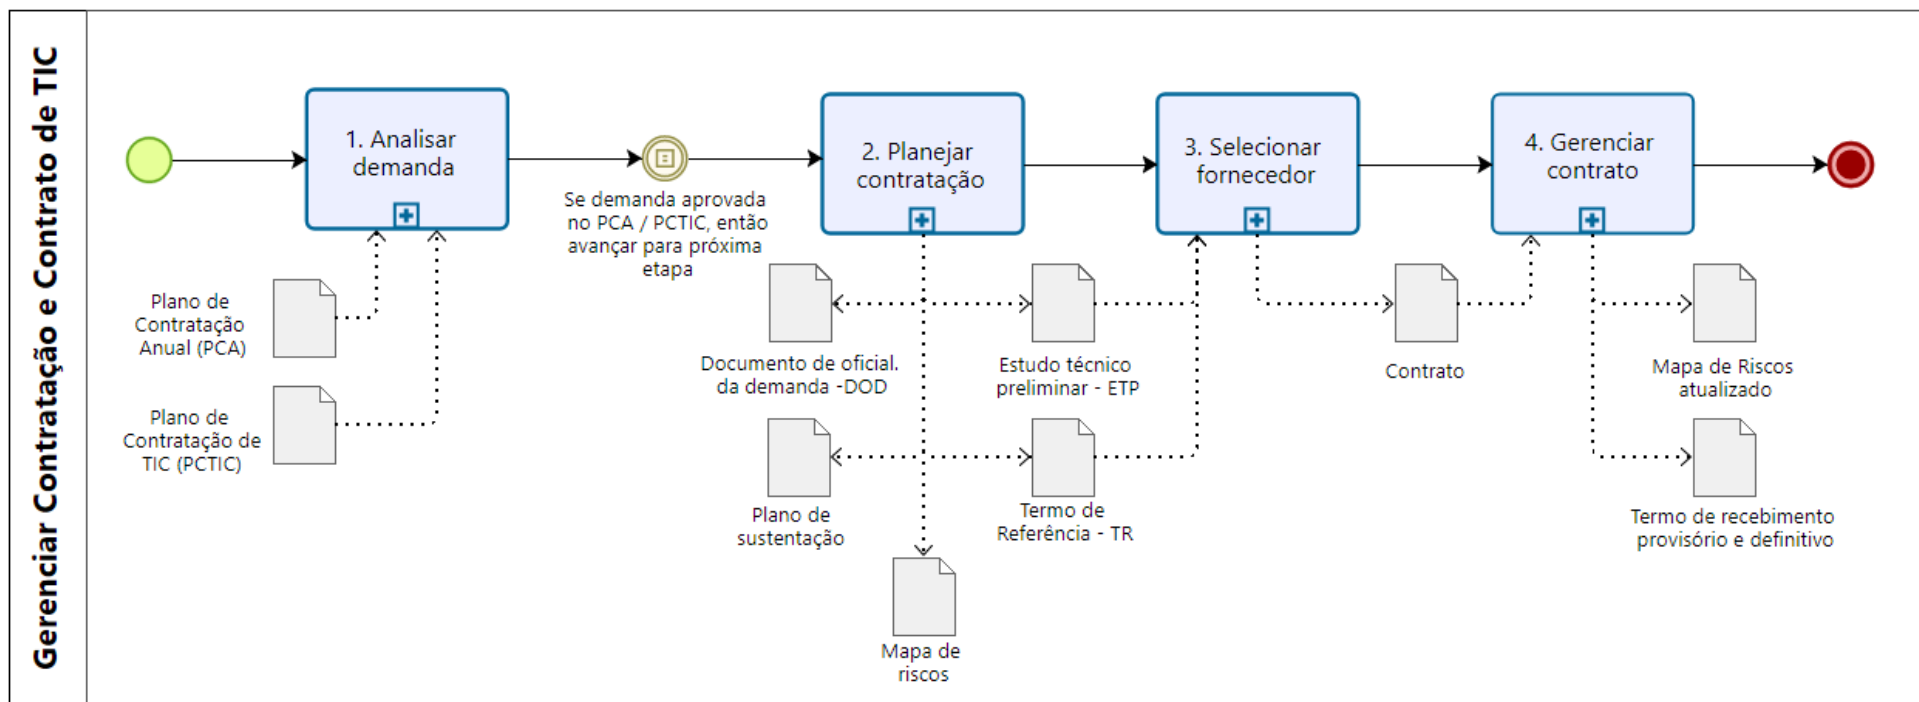 Gerenciar Contratação e Contrato de TIC
1. Analisar
demanda
Se demanda aprovada
no PCA / PCTIC, então
avançar para próxima
etapa
2. Planejar
contratação
3. Selecionar
fornecedor
4. Gerenciar
contrato
Plano de
Contratação
Anual (PCA)
Plano de
Contratação de
TIC (PCTIC)
Documento de oficial.
da demanda -DOD
Estudo técnico
preliminar - ETP
Plano de
sustentação
Termo de
Referência - TR
Mapa de
riscos
Contrato
Mapa de Riscos
atualizado
Termo de recebimento
provisório e definitivo